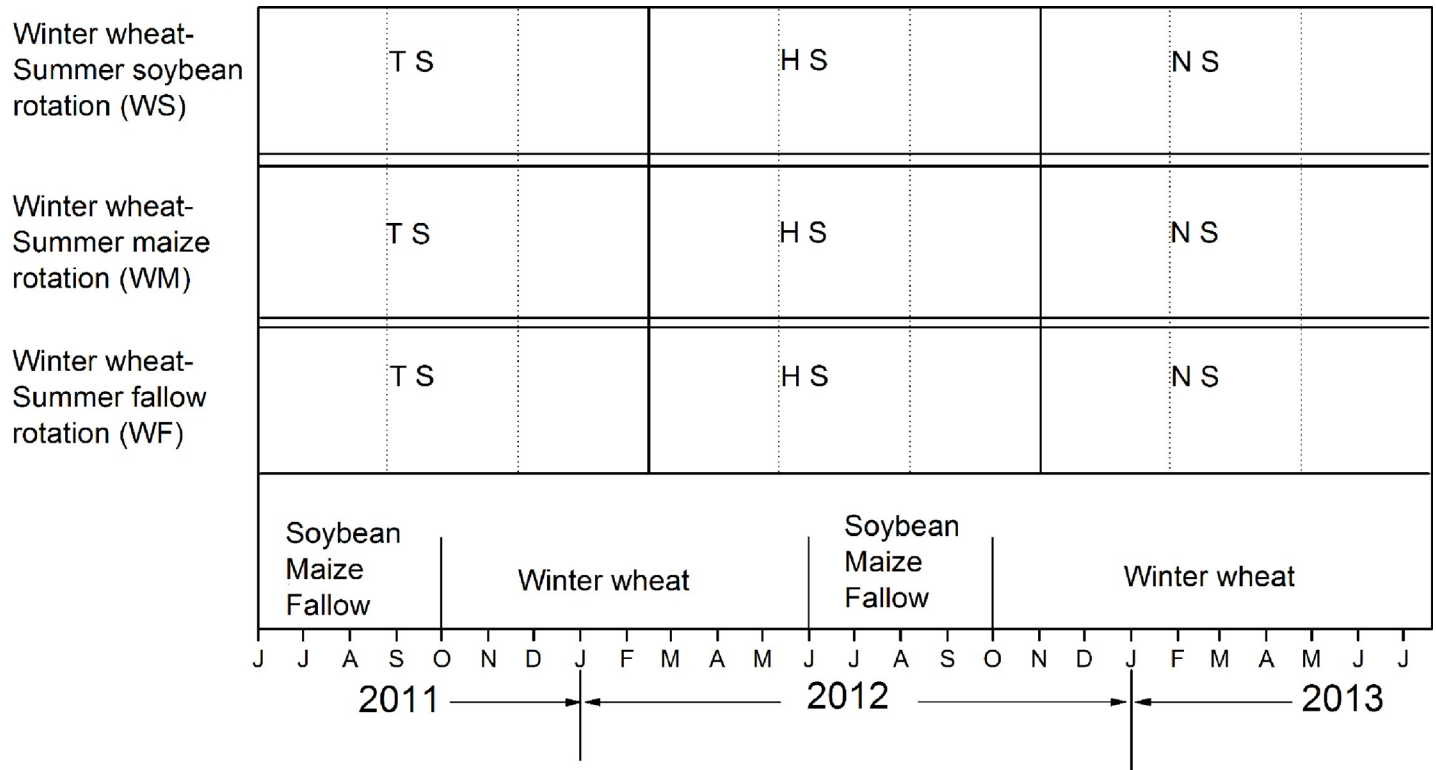 Winter wheat-
Summer soybean
rotation (WS)
T S
H S
N S
Winter wheat-
Summer maize
rotation (WM)
T S
H S
N S
Winter wheat-
Summer fallow
rotation (WF)
T S
H S
N S
Soybean
Maize
Fallow
Winter wheat
Soybean
Maize
Fallow
Winter wheat
J J A S O N D J F M A M J J A S O N D J F M A M J J
2011
2012
2013